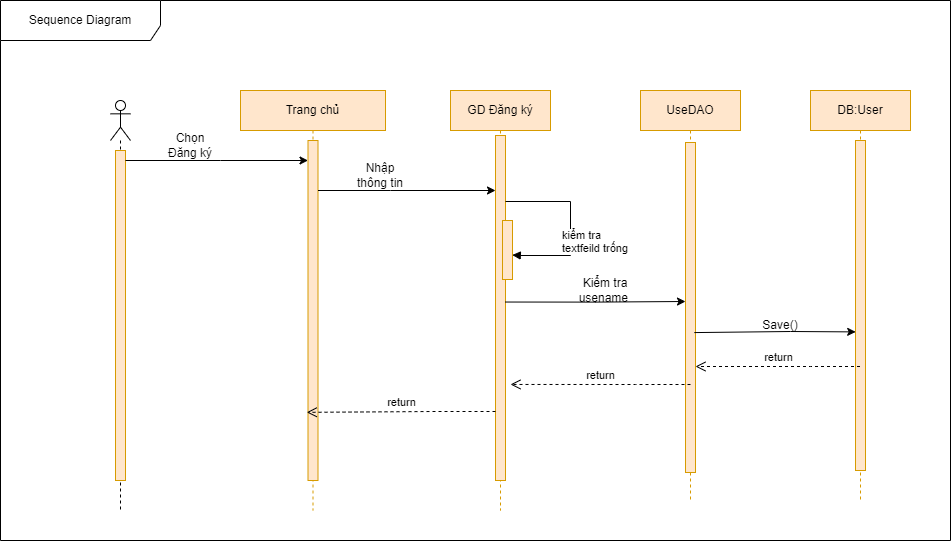 Sequence Diagram
Trang chủ
GD Đăng ký
UseDAO
DB:User
Chọn
Đăng ký
Nhập
thông tin
kiểm tra
textfeild trống
Kiểm tra
usename
Save()
return
return
return